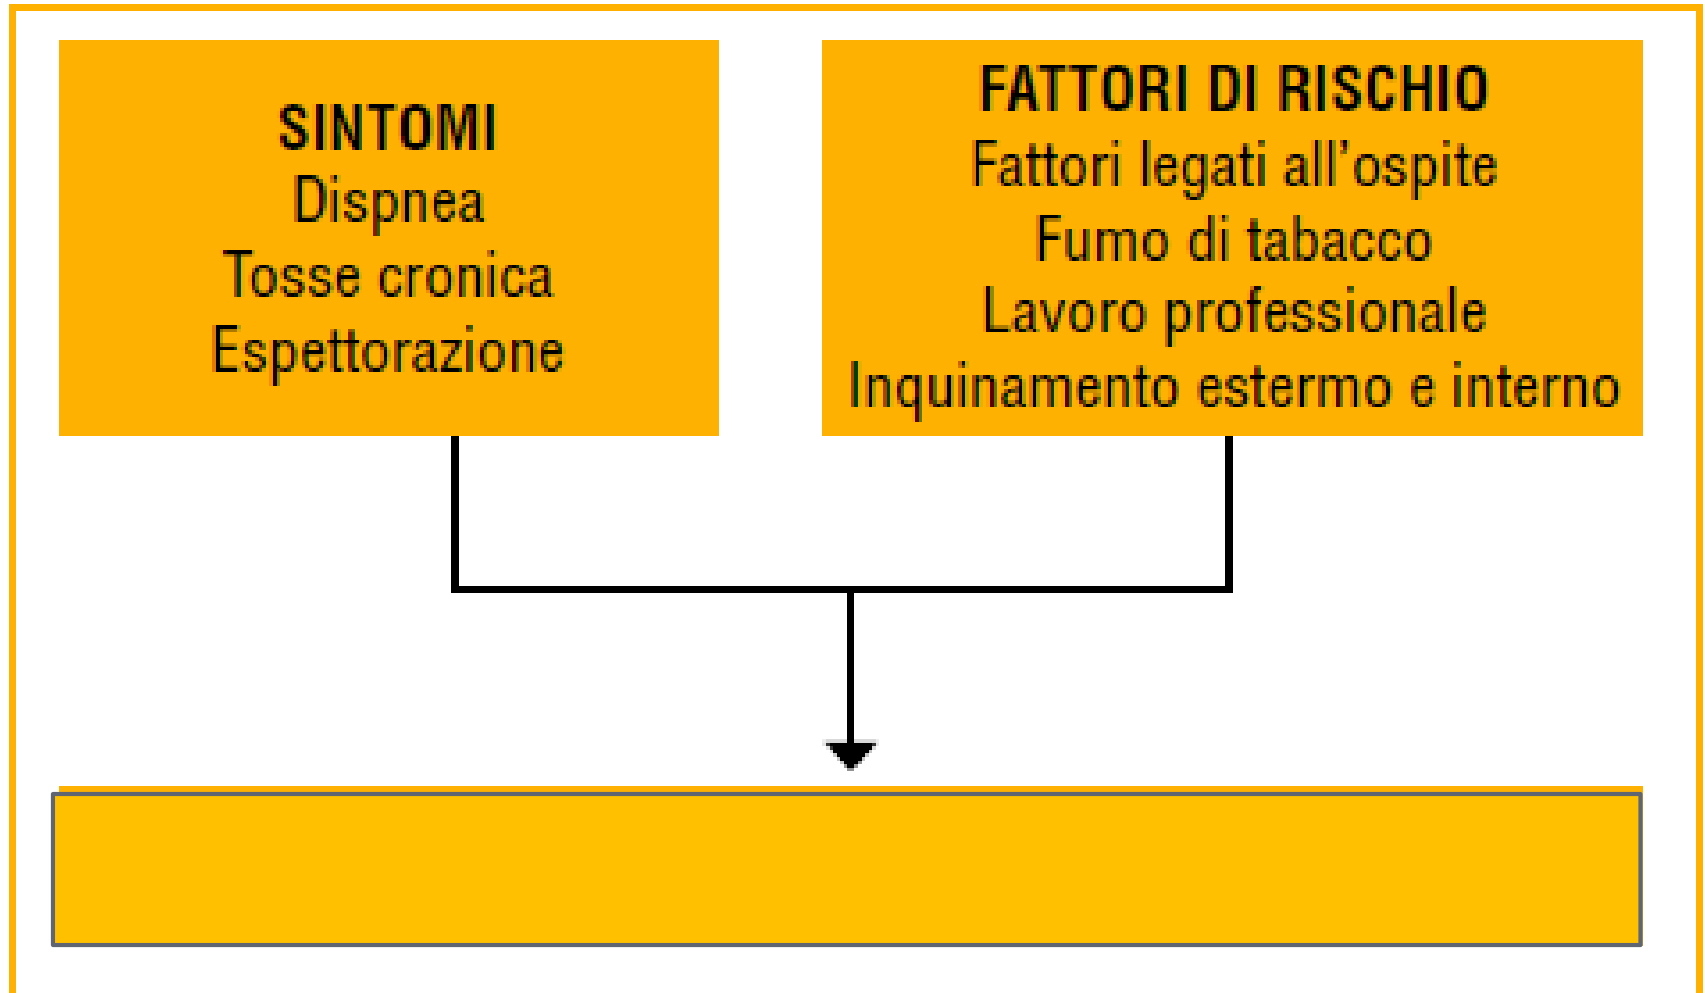 SINTOMI
Dispnea
Tosse cronica
Espettorazione
FATTORI DI RISCHIO
Fattori legati all’ospite
Fumo di tabacco
Lavoro professionale
Inquinamento estermo e interno